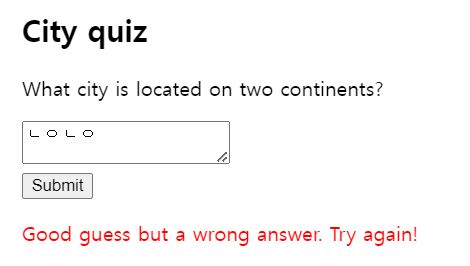 City quiz
What city is located on two continents?
ㄴㅇㄴㅇ
Submit
Good guess but a wrong answer. Try again!